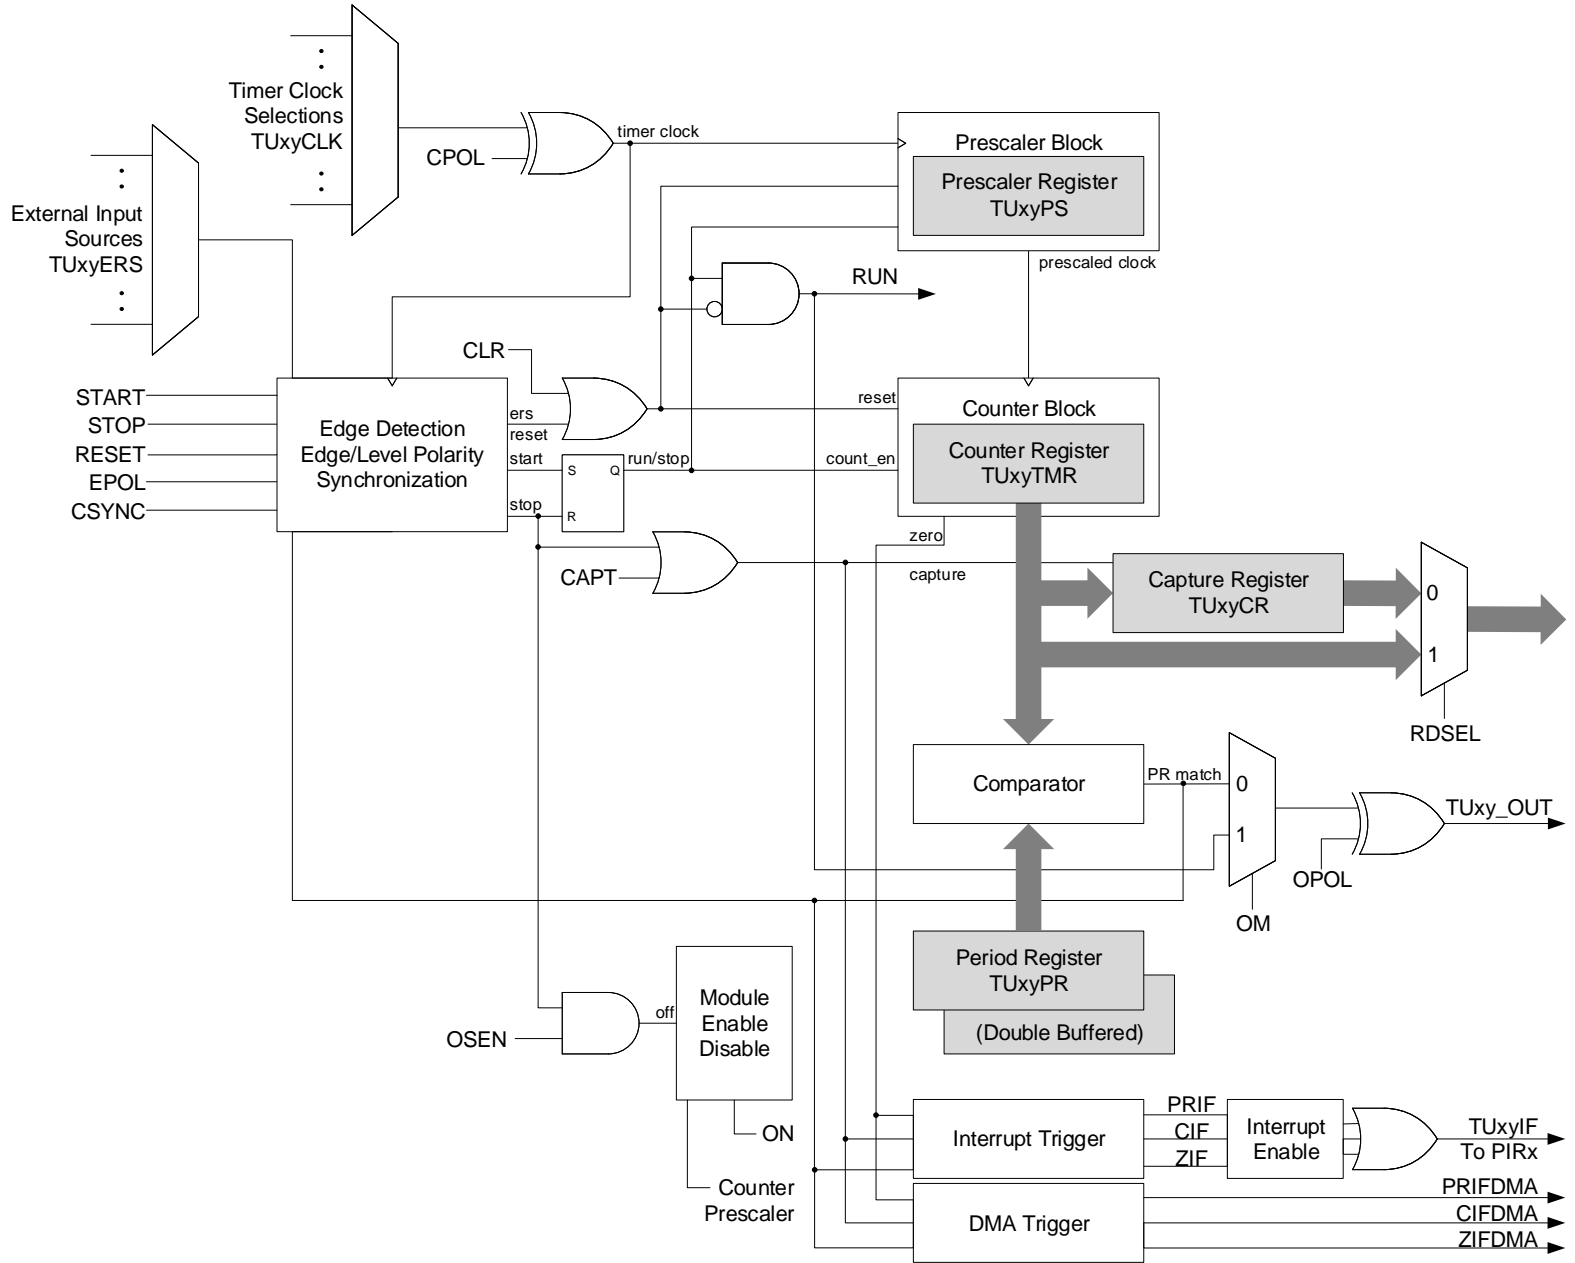 Timer Clock
Selections
TUxyCLK
CPOL
timer clock
Prescaler Block
Prescaler Register
TUxyPS
External Input
Sources
TUxyERS
prescaled clock
RUN
CLR
START
STOP
RESET
EPOL
CSYNC
Edge Detection
Edge/Level Polarity
Synchronization
ers
reset
start
stop
S
Q
R
run/stop
reset
count_en
Counter Block
Counter Register
TUxyTMR
zero
CAPT
capture
Capture Register
TUxyCR
0
1
RDSEL
Comparator
PR match
0
1
OM
TUxy_OUT
OPOL
Period Register
TUxyPR
(Double Buffered)
OSEN
off
Module
Enable
Disable
ON
Counter
Prescaler
Interrupt Trigger
PRIF
CIF
ZIF
Interrupt
Enable
TUxyIF
To PIRx
DMA Trigger
PRIFDMA
CIFDMA
ZIFDMA